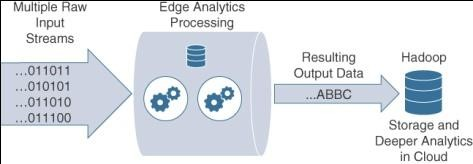 Multiple Raw
Input
Streams
...011011
...010101
...011010
...011100
Edge Analytics
Processing
Resulting
Output Data
...ABBC
Hadoop
Storage and
Deeper Analytics
in Cloud